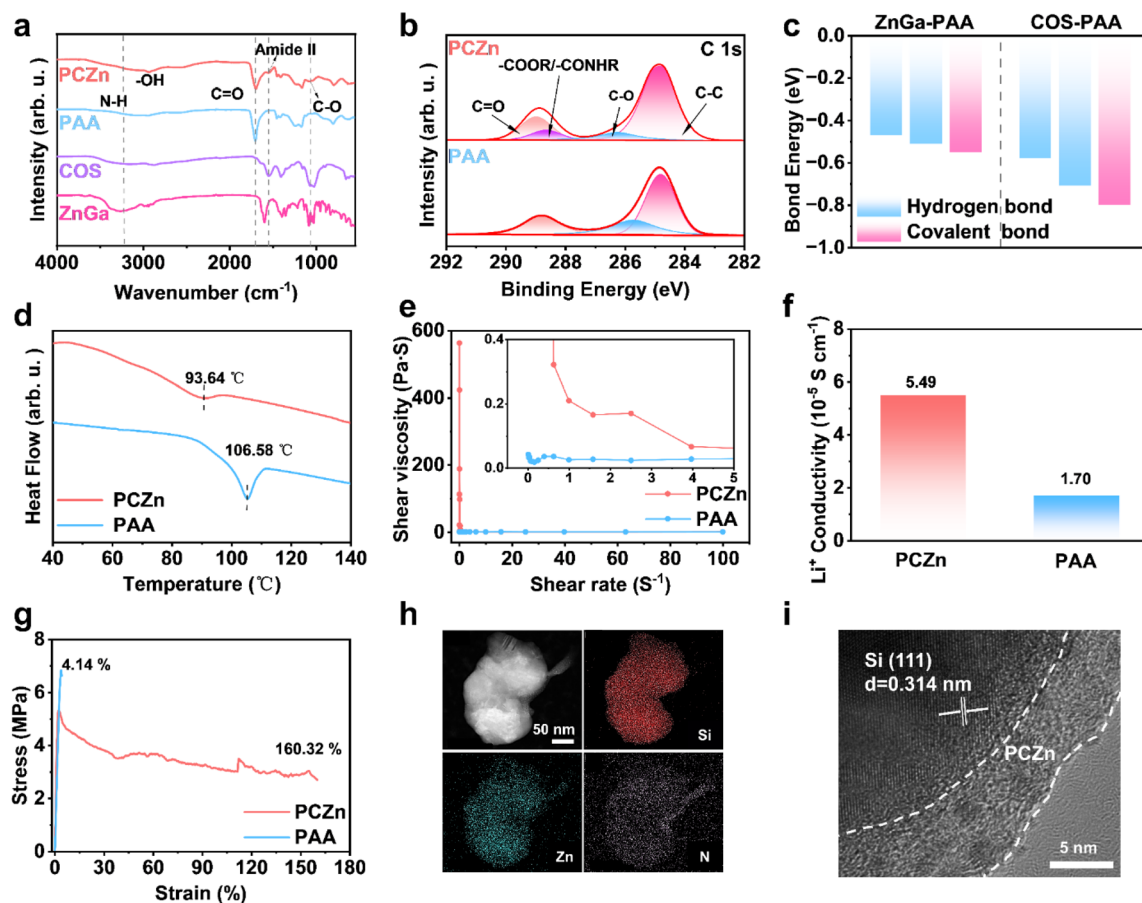 a
PCZn
PAA
COS
ZnGa
N-H
-OH
C=O
Amide II
C-O
Intensity (arb. u. )
4000
3000
2000
1000
Wavenumber (cm⁻¹)
b
PCZn
C 1s
-COOR/-CONHR
C=O
C-O
C-C
PAA
Intensity (arb. u. )
292
290
288
286
284
282
Binding Energy (eV)
c
ZnGa-PAA
COS-PAA
0.0
−0.2
−0.4
−0.6
−0.8
−1.0
Bond Energy (eV)
Hydrogen bond
Covalent bond
d
93.64 ℃
106.58 ℃
PCZn
PAA
Heat Flow (arb. u. )
40
60
80
100
120
140
Temperature (℃)
e
600
500
400
300
200
100
0
Shear viscosity (Pa·S)
0.4
0.2
0.0
0
1
2
3
4
5
PCZn
PAA
0
20
40
60
80
100
Shear rate (S⁻¹)
f
8
6
4
2
0
Li⁺ Conductivity (10⁻⁵ S cm⁻¹)
5.49
1.70
PCZn
PAA
g
8
6
4
2
0
Stress (MPa)
4.14 %
160.32 %
PCZn
PAA
0
30
60
90
120
150
180
Strain (%)
h
50 nm
Si
Zn
N
i
Si (111)
d=0.314 nm
PCZn
5 nm